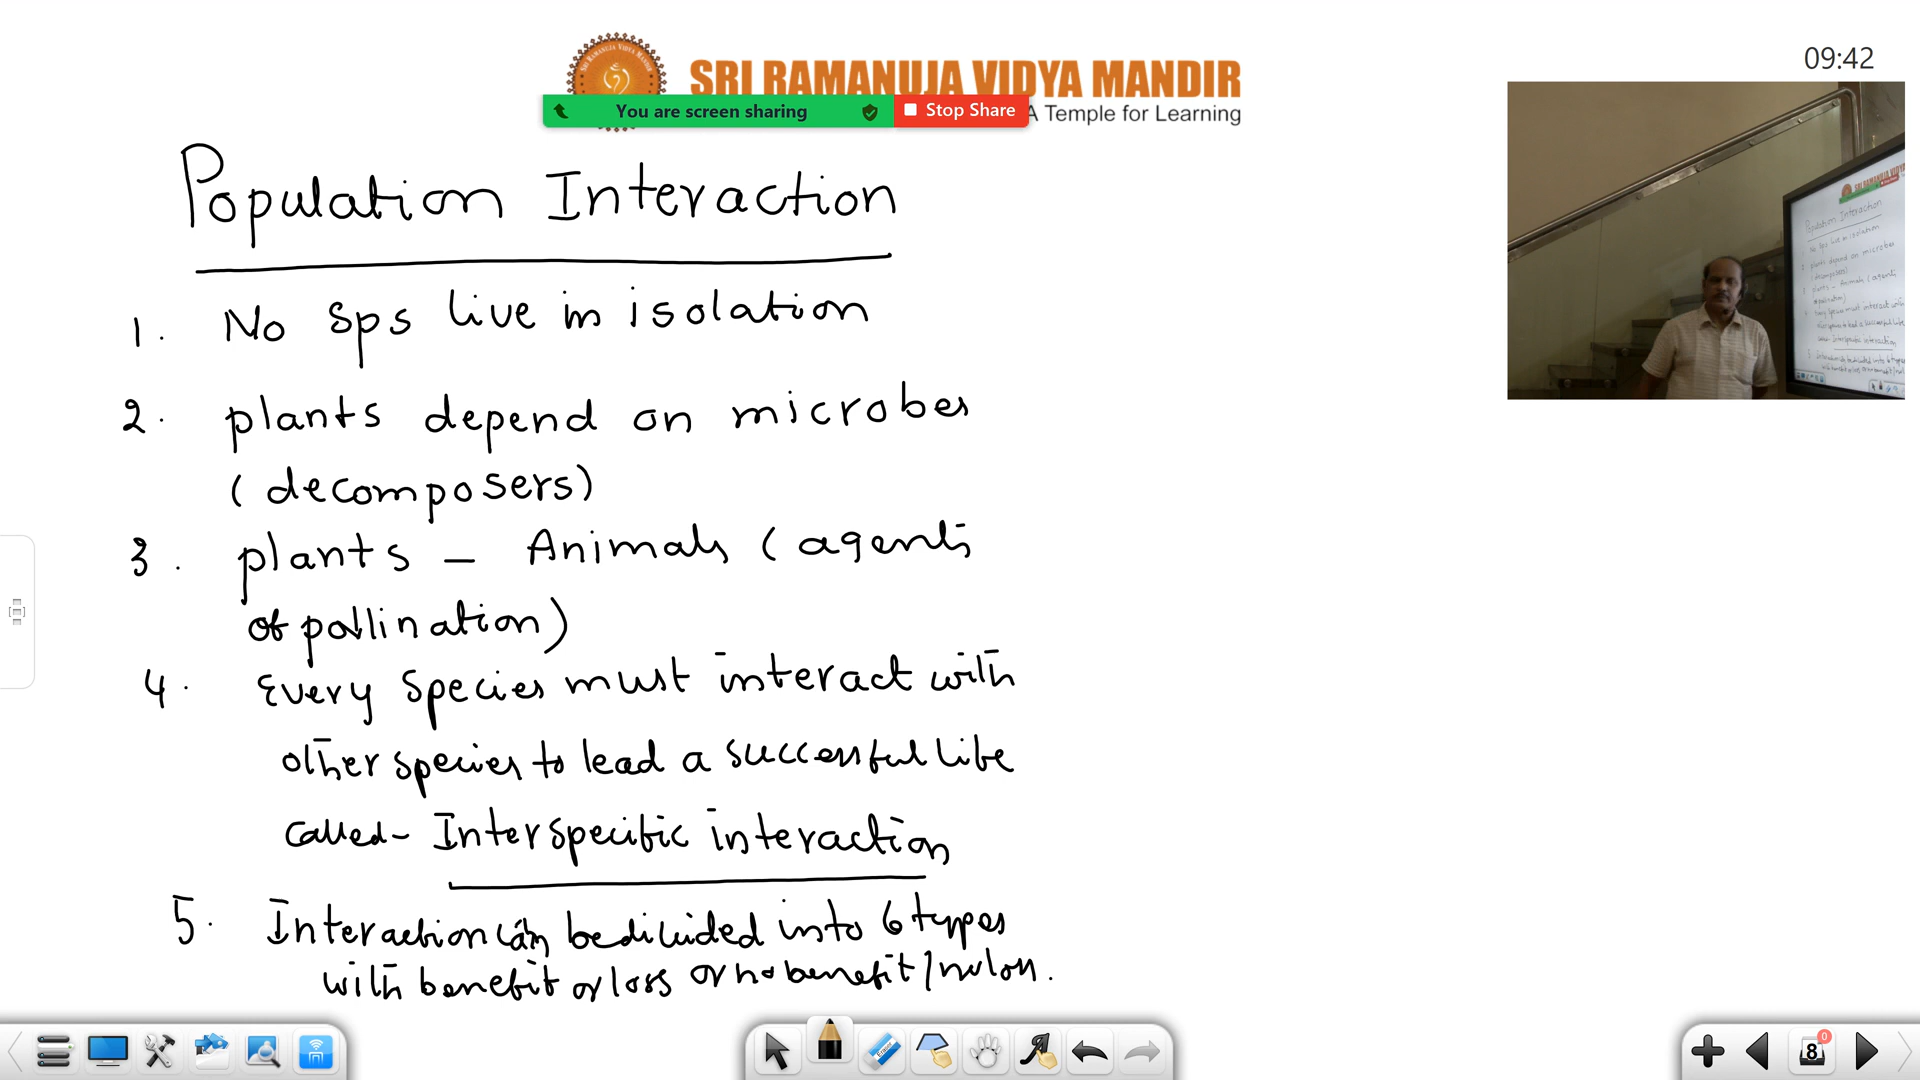 SRI RAMANUJA VIDYA MANDIR
A Temple for Learning
You are screen sharing
Stop Share
09:42
Population Interaction
1. No Sps live in isolation
2. plants depend on microbes
(decomposers)
3. plants - Animals (agents
of pollination)
4. Every Species must interact with
other species to lead a successful life
called - Interspecific interaction
5. Interaction can be divided into 6 types
with benefit or loss or no benefit/
8
0